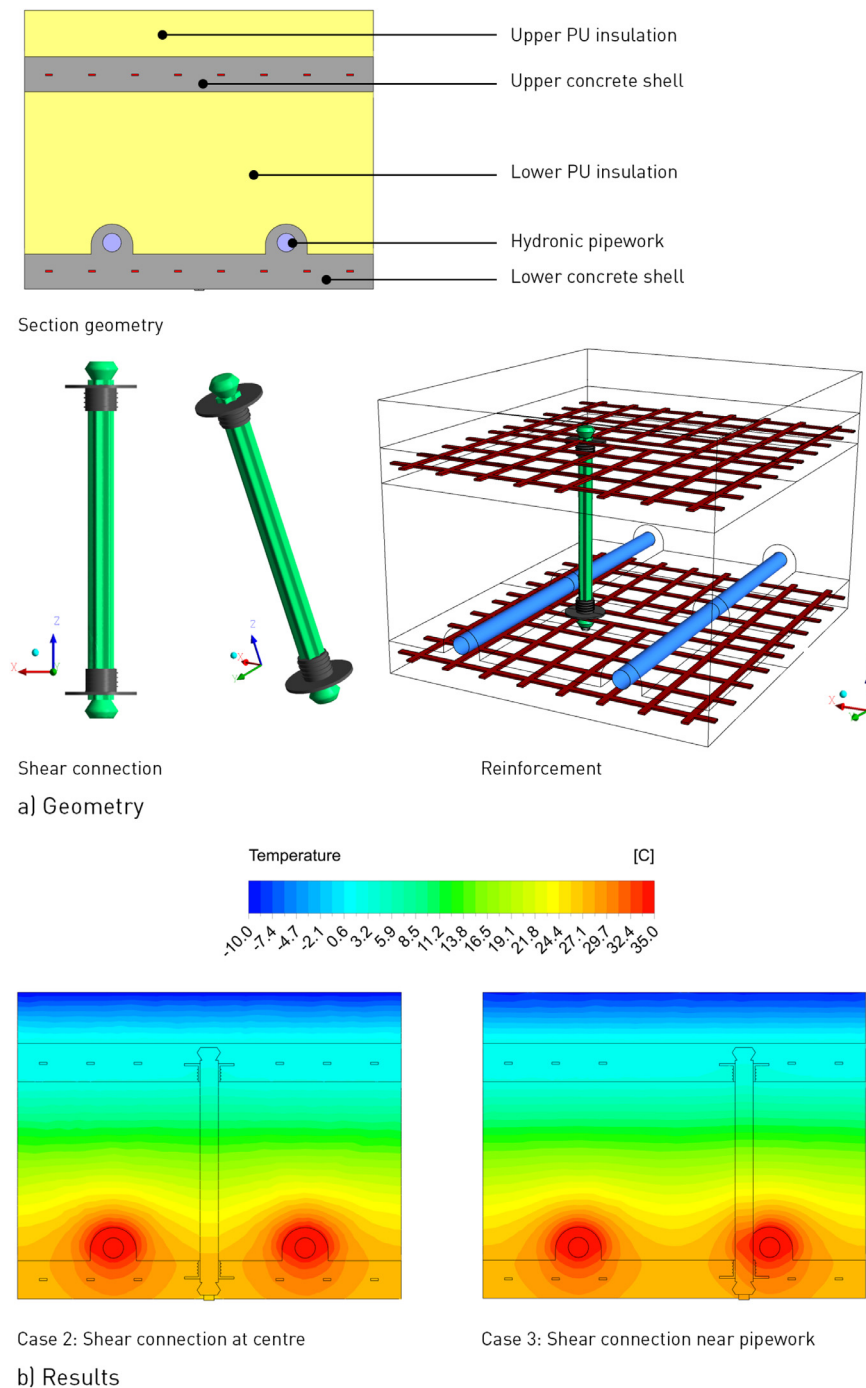 Upper PU insulation
Upper concrete shell
Lower PU insulation
Hydronic pipework
Lower concrete shell
Section geometry
Z
X
Y
Z
X
Y
X
Shear connection
Reinforcement
a) Geometry
Temperature [C]
-10.0 -7.4 -4.7 -2.1 0.6 3.2 5.9 8.5 11.2 13.8 16.5 19.1 21.8 24.4 27.1 29.7 32.4 35.0
Case 2: Shear connection at centre
Case 3: Shear connection near pipework
b) Results